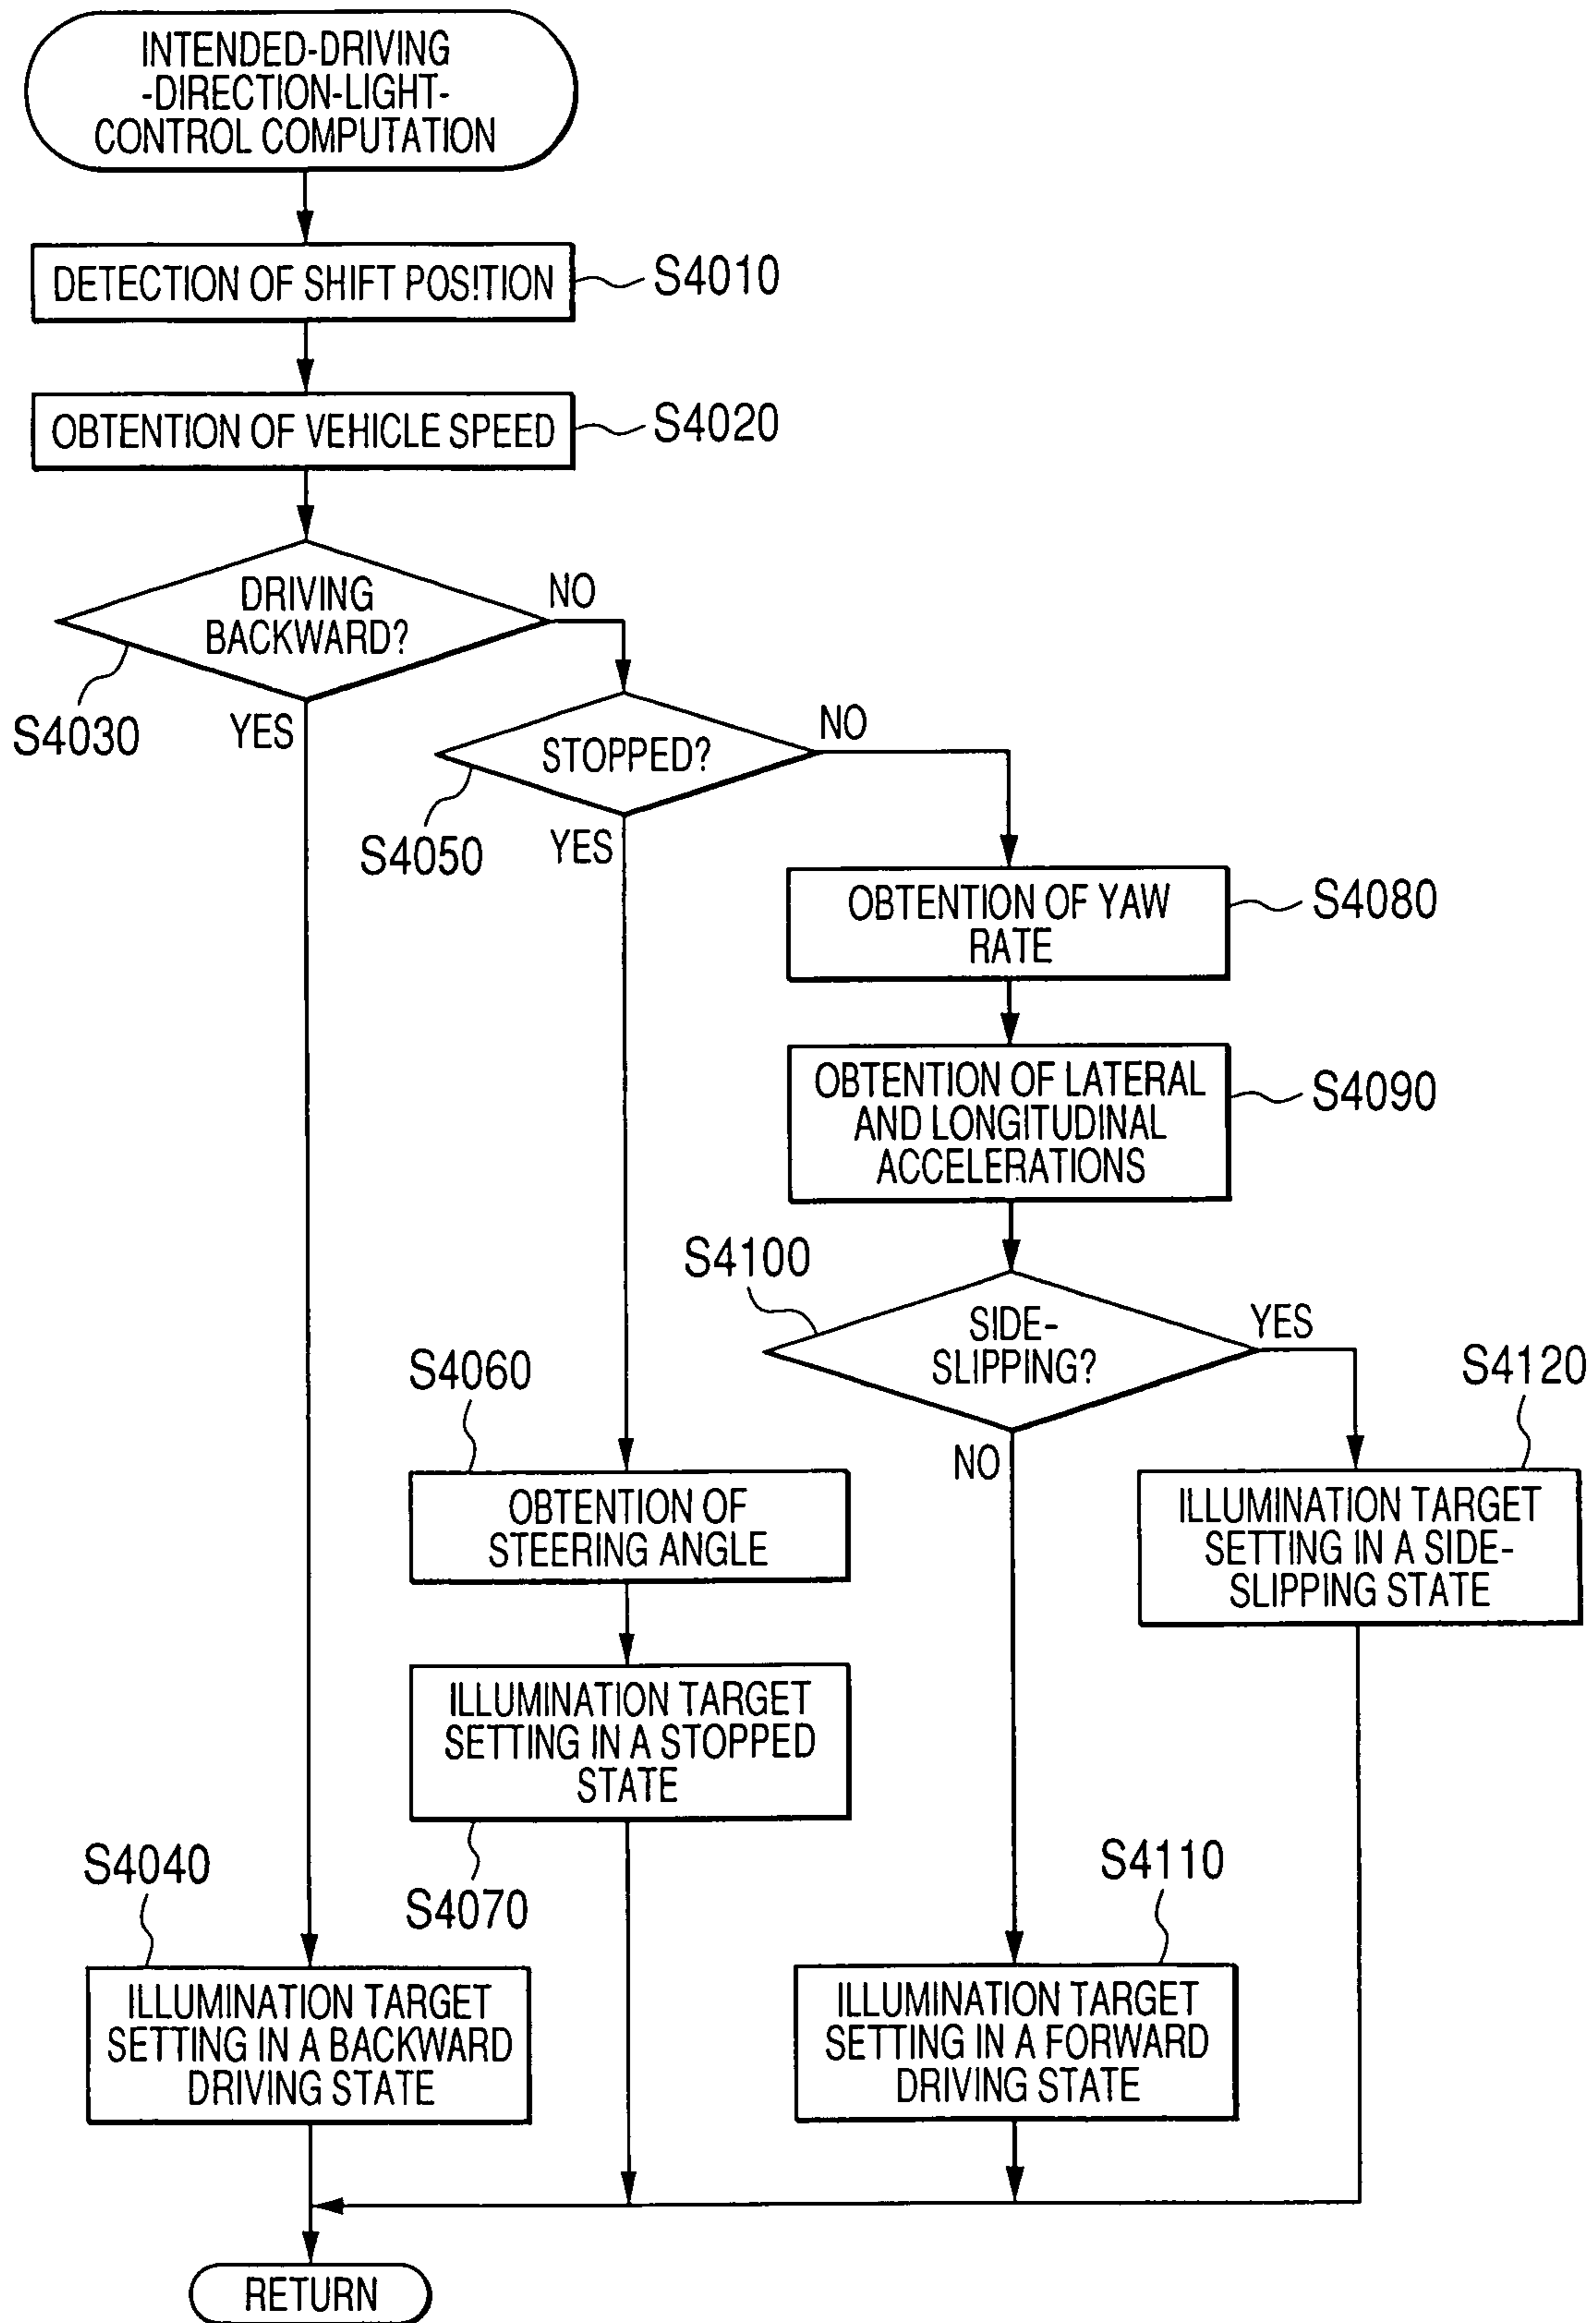 INTENDED-DRIVING
-DIRECTION-LIGHT-
CONTROL COMPUTATION
DETECTION OF SHIFT POSITION
S4010
OBTENTION OF VEHICLE SPEED
S4020
DRIVING
BACKWARD?
NO
S4030
YES
STOPPED?
NO
S4050
YES
OBTENTION OF YAW
RATE
S4080
OBTENTION OF LATERAL
AND LONGITUDINAL
ACCELERATIONS
S4090
S4100
SIDE-
SLIPPING?
YES
NO
S4120
ILLUMINATION TARGET
SETTING IN A SIDE-
SLIPPING STATE
S4060
OBTENTION OF
STEERING ANGLE
ILLUMINATION TARGET
SETTING IN A STOPPED
STATE
S4070
S4040
ILLUMINATION TARGET
SETTING IN A BACKWARD
DRIVING STATE
S4110
ILLUMINATION TARGET
SETTING IN A FORWARD
DRIVING STATE
RETURN